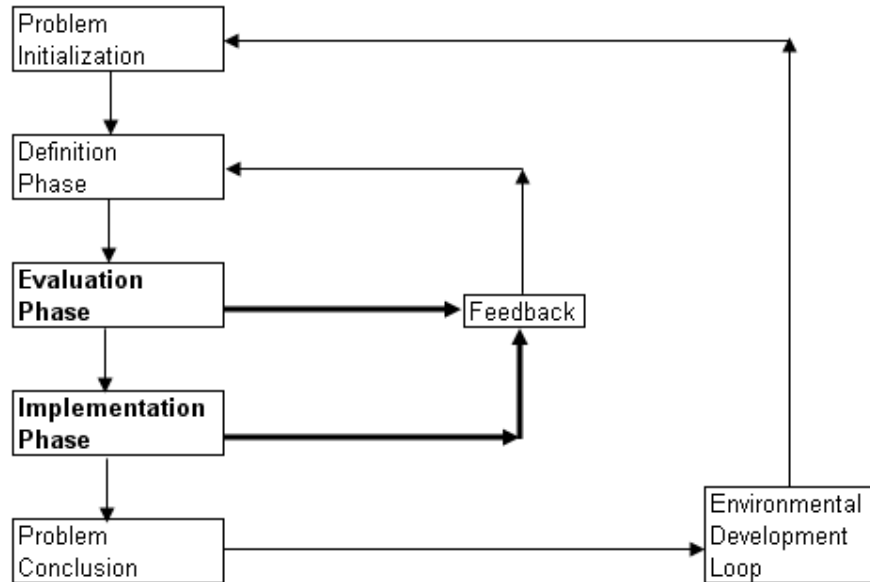 Problem
Initialization
Definition
Phase
Evaluation
Phase
Feedback
Implementation
Phase
Problem
Conclusion
Environmental
Development
Loop